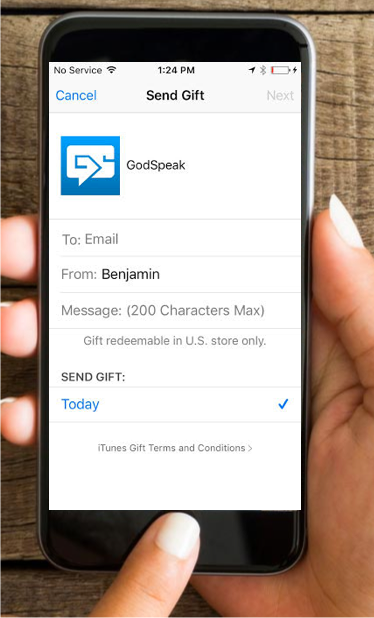 No Service 1:24 PM
Cancel Send Gift Next
GodSpeak
To: Email
From: Benjamin
Message: (200 Characters Max)
Gift redeemable in U.S. store only.
SEND GIFT:
Today
iTunes Gift Terms and Conditions